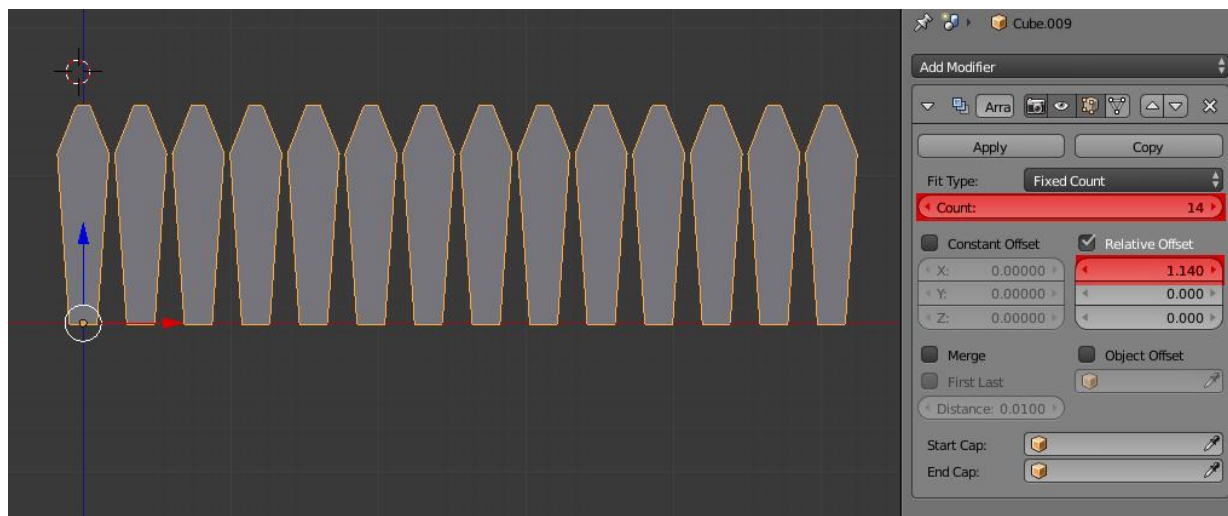 Cube.009
Add Modifier
Arra
Apply Copy
Fit Type: Fixed Count
Count: 14
Constant Offset Relative Offset
X: 0.00000 1.140
Y: 0.00000 0.000
Z: 0.00000 0.000
Merge Object Offset
First Last
Distance: 0.0100
Start Cap:
End Cap: